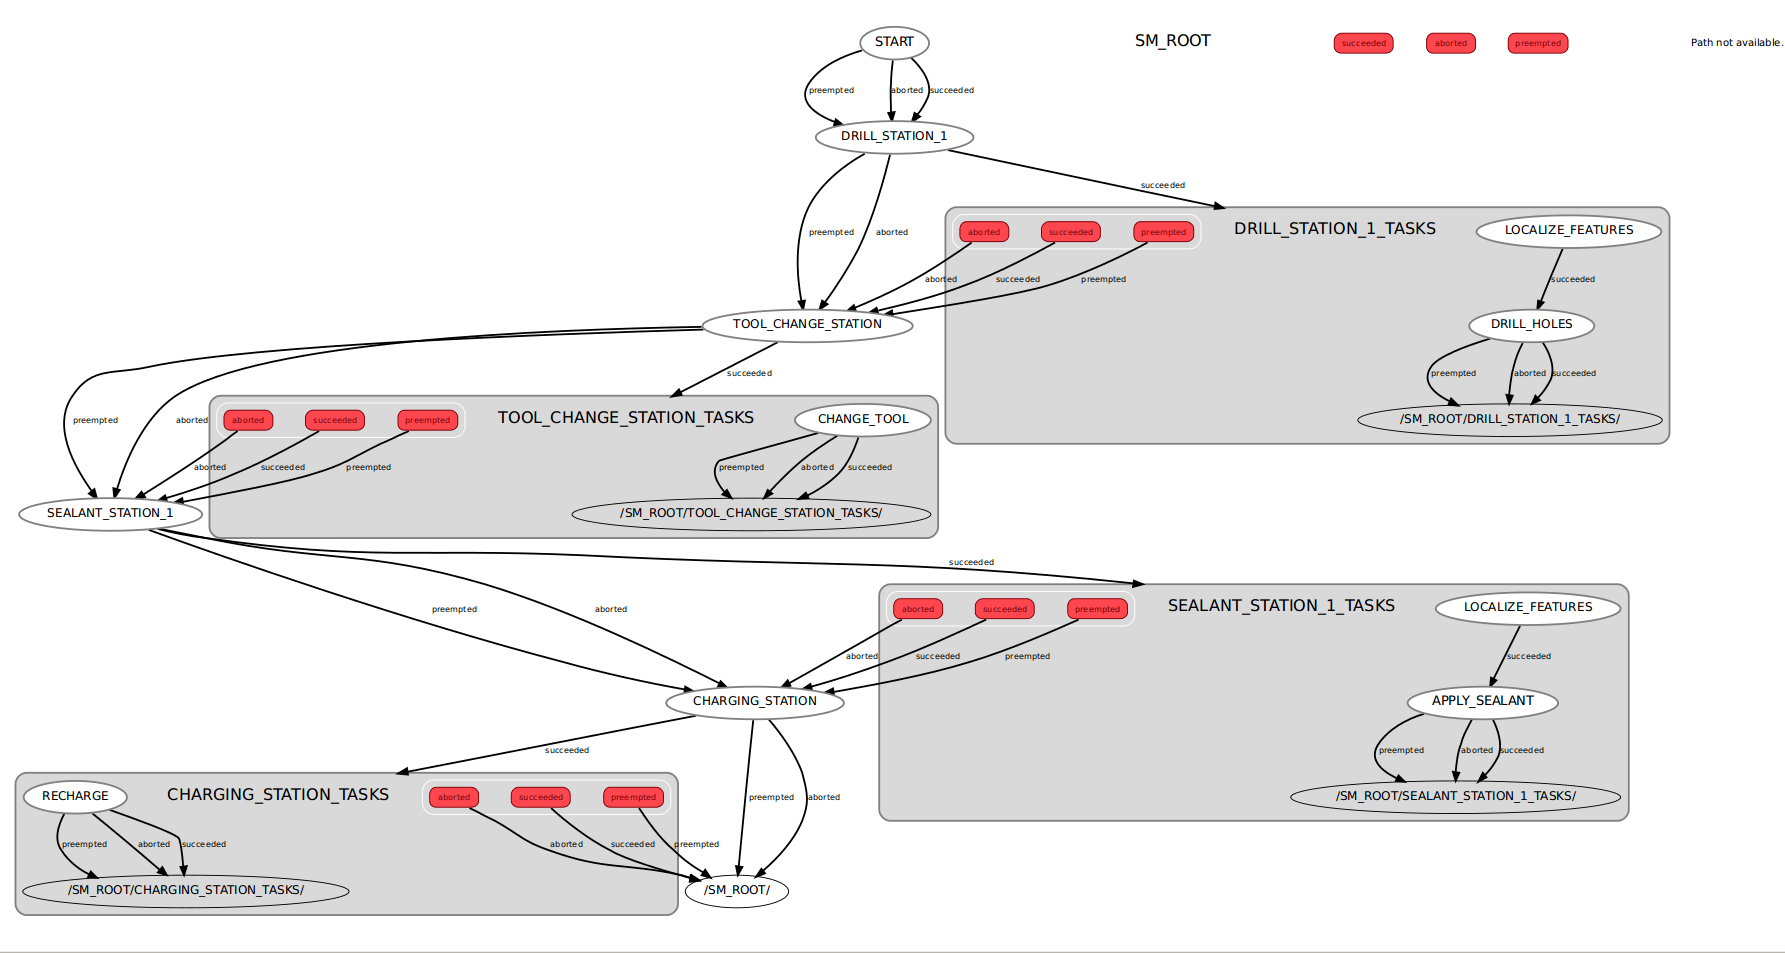 START
SM_ROOT
succeeded
aborted
preempted
Path not available.
preempted
aborted
succeeded
DRILL_STATION_1
succeeded
preempted
aborted
aborted
succeeded
preempted
DRILL_STATION_1_TASKS
LOCALIZE_FEATURES
aborted
succeeded
preempted
succeeded
TOOL_CHANGE_STATION
DRILL_HOLES
succeeded
preempted
aborted
succeeded
preempted
aborted
aborted
succeeded
preempted
TOOL_CHANGE_STATION_TASKS
CHANGE_TOOL
/SM_ROOT/DRILL_STATION_1_TASKS/
aborted
succeeded
preempted
preempted
aborted
succeeded
SEALANT_STATION_1
/SM_ROOT/TOOL_CHANGE_STATION_TASKS/
succeeded
preempted
aborted
aborted
succeeded
preempted
SEALANT_STATION_1_TASKS
LOCALIZE_FEATURES
aborted
succeeded
preempted
succeeded
CHARGING_STATION
APPLY_SEALANT
succeeded
preempted
aborted
succeeded
RECHARGE
CHARGING_STATION_TASKS
aborted
succeeded
preempted
preempted
aborted
/SM_ROOT/SEALANT_STATION_1_TASKS/
preempted
aborted
succeeded
aborted
succeeded
preempted
/SM_ROOT/CHARGING_STATION_TASKS/
/SM_ROOT/